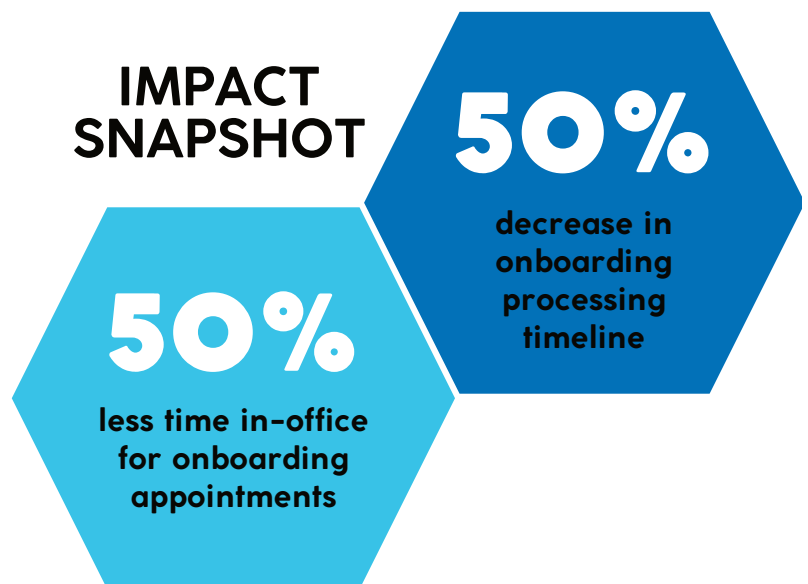 IMPACT
SNAPSHOT
50%
decrease in
onboarding
processing
timeline
50%
less time in-office
for onboarding
appointments